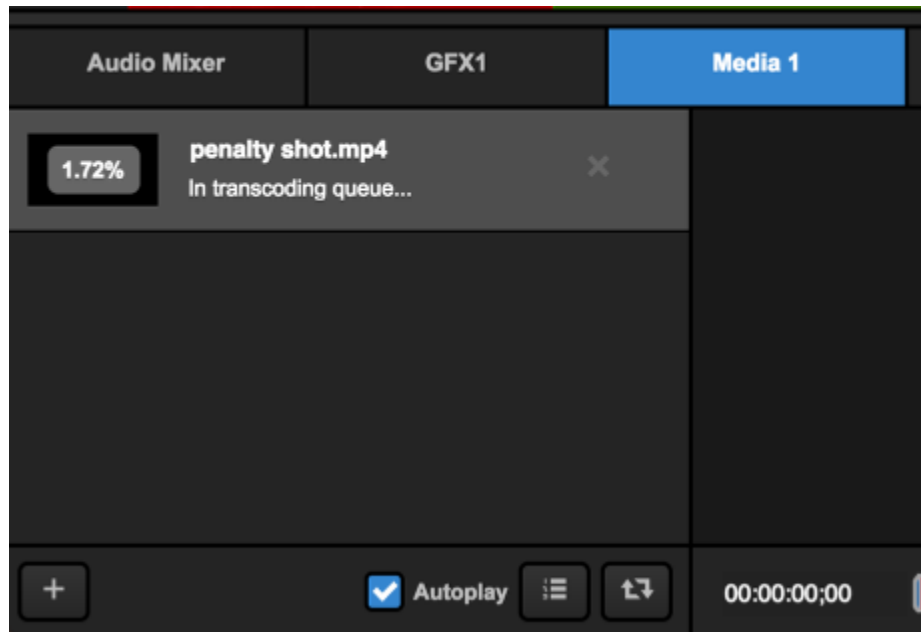 Audio Mixer GFX1 Media 1
1.72%
penalty shot.mp4
In transcoding queue...
Autoplay 00:00:00;00